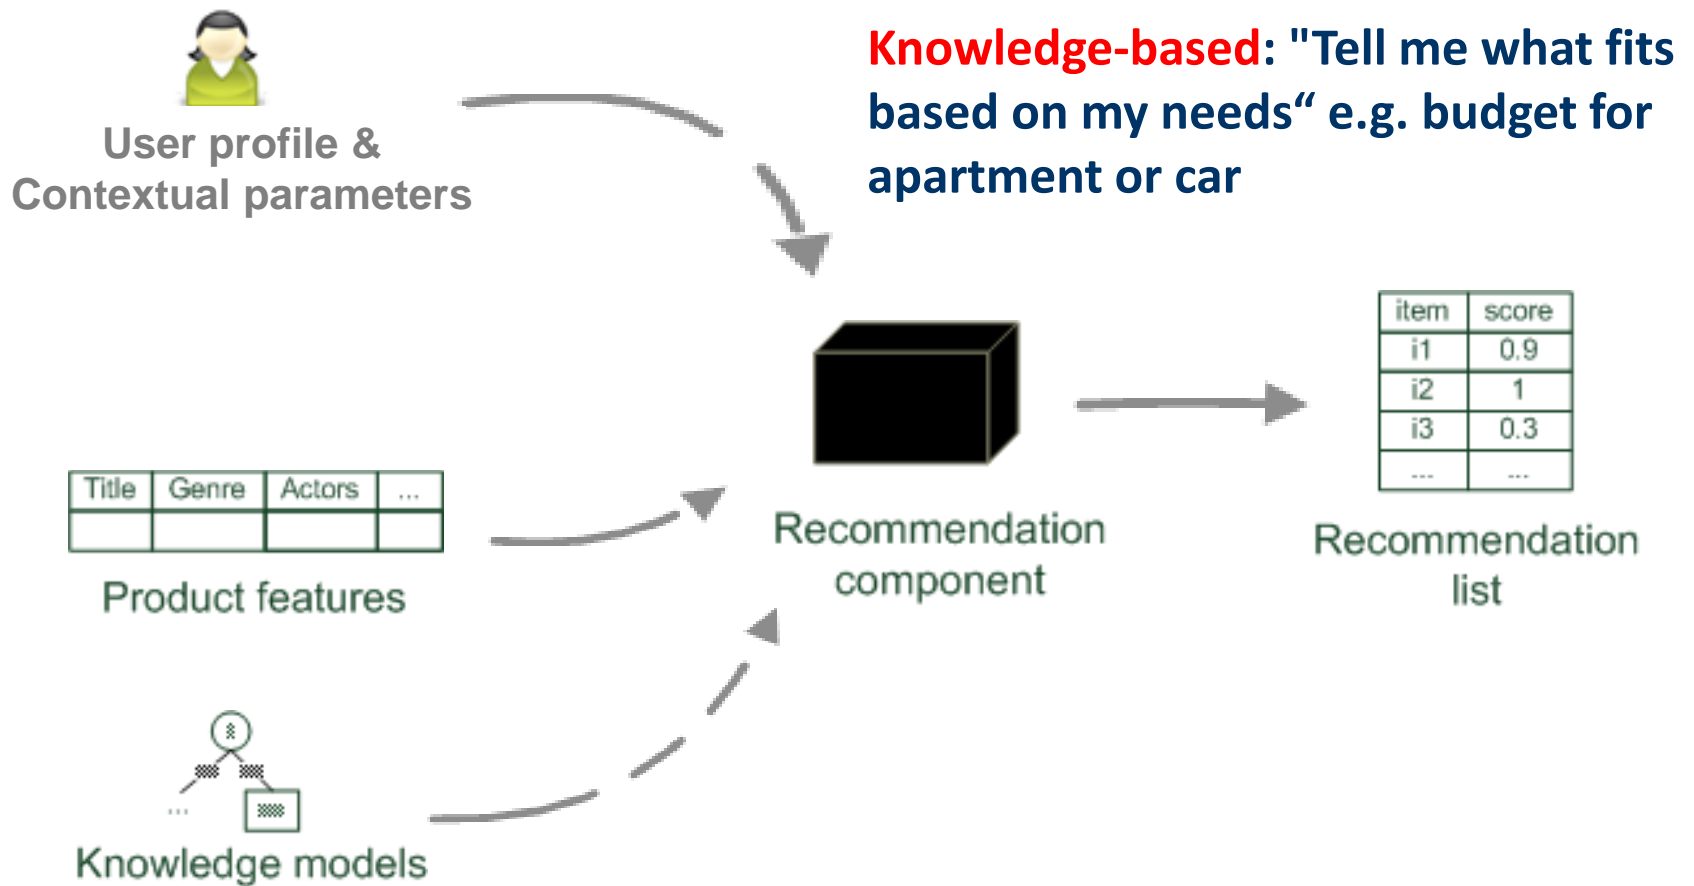 Knowledge-based: "Tell me what fits
based on my needs“ e.g. budget for
apartment or car
User profile &
Contextual parameters
Title Genre Actors ...
Product features
Knowledge models
Recommendation
component
item score
i1 0.9
i2 1
i3 0.3
... ...
Recommendation
list
...